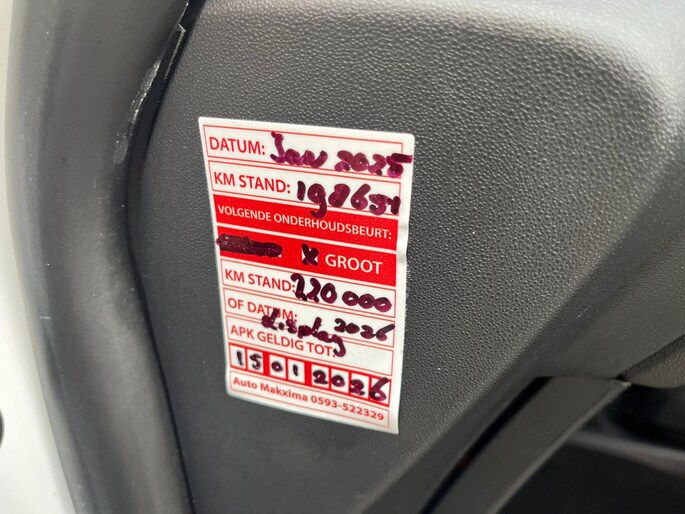 DATUM: Jan 2025
KM STAND: 198651
VOLGENDE ONDERHOUDSBEURT:
X GROOT
KM STAND: 220000
OF DATUM: 2026
display
APK GELDIG TOT:
15 01 2026
Auto Makxima 0593-522329